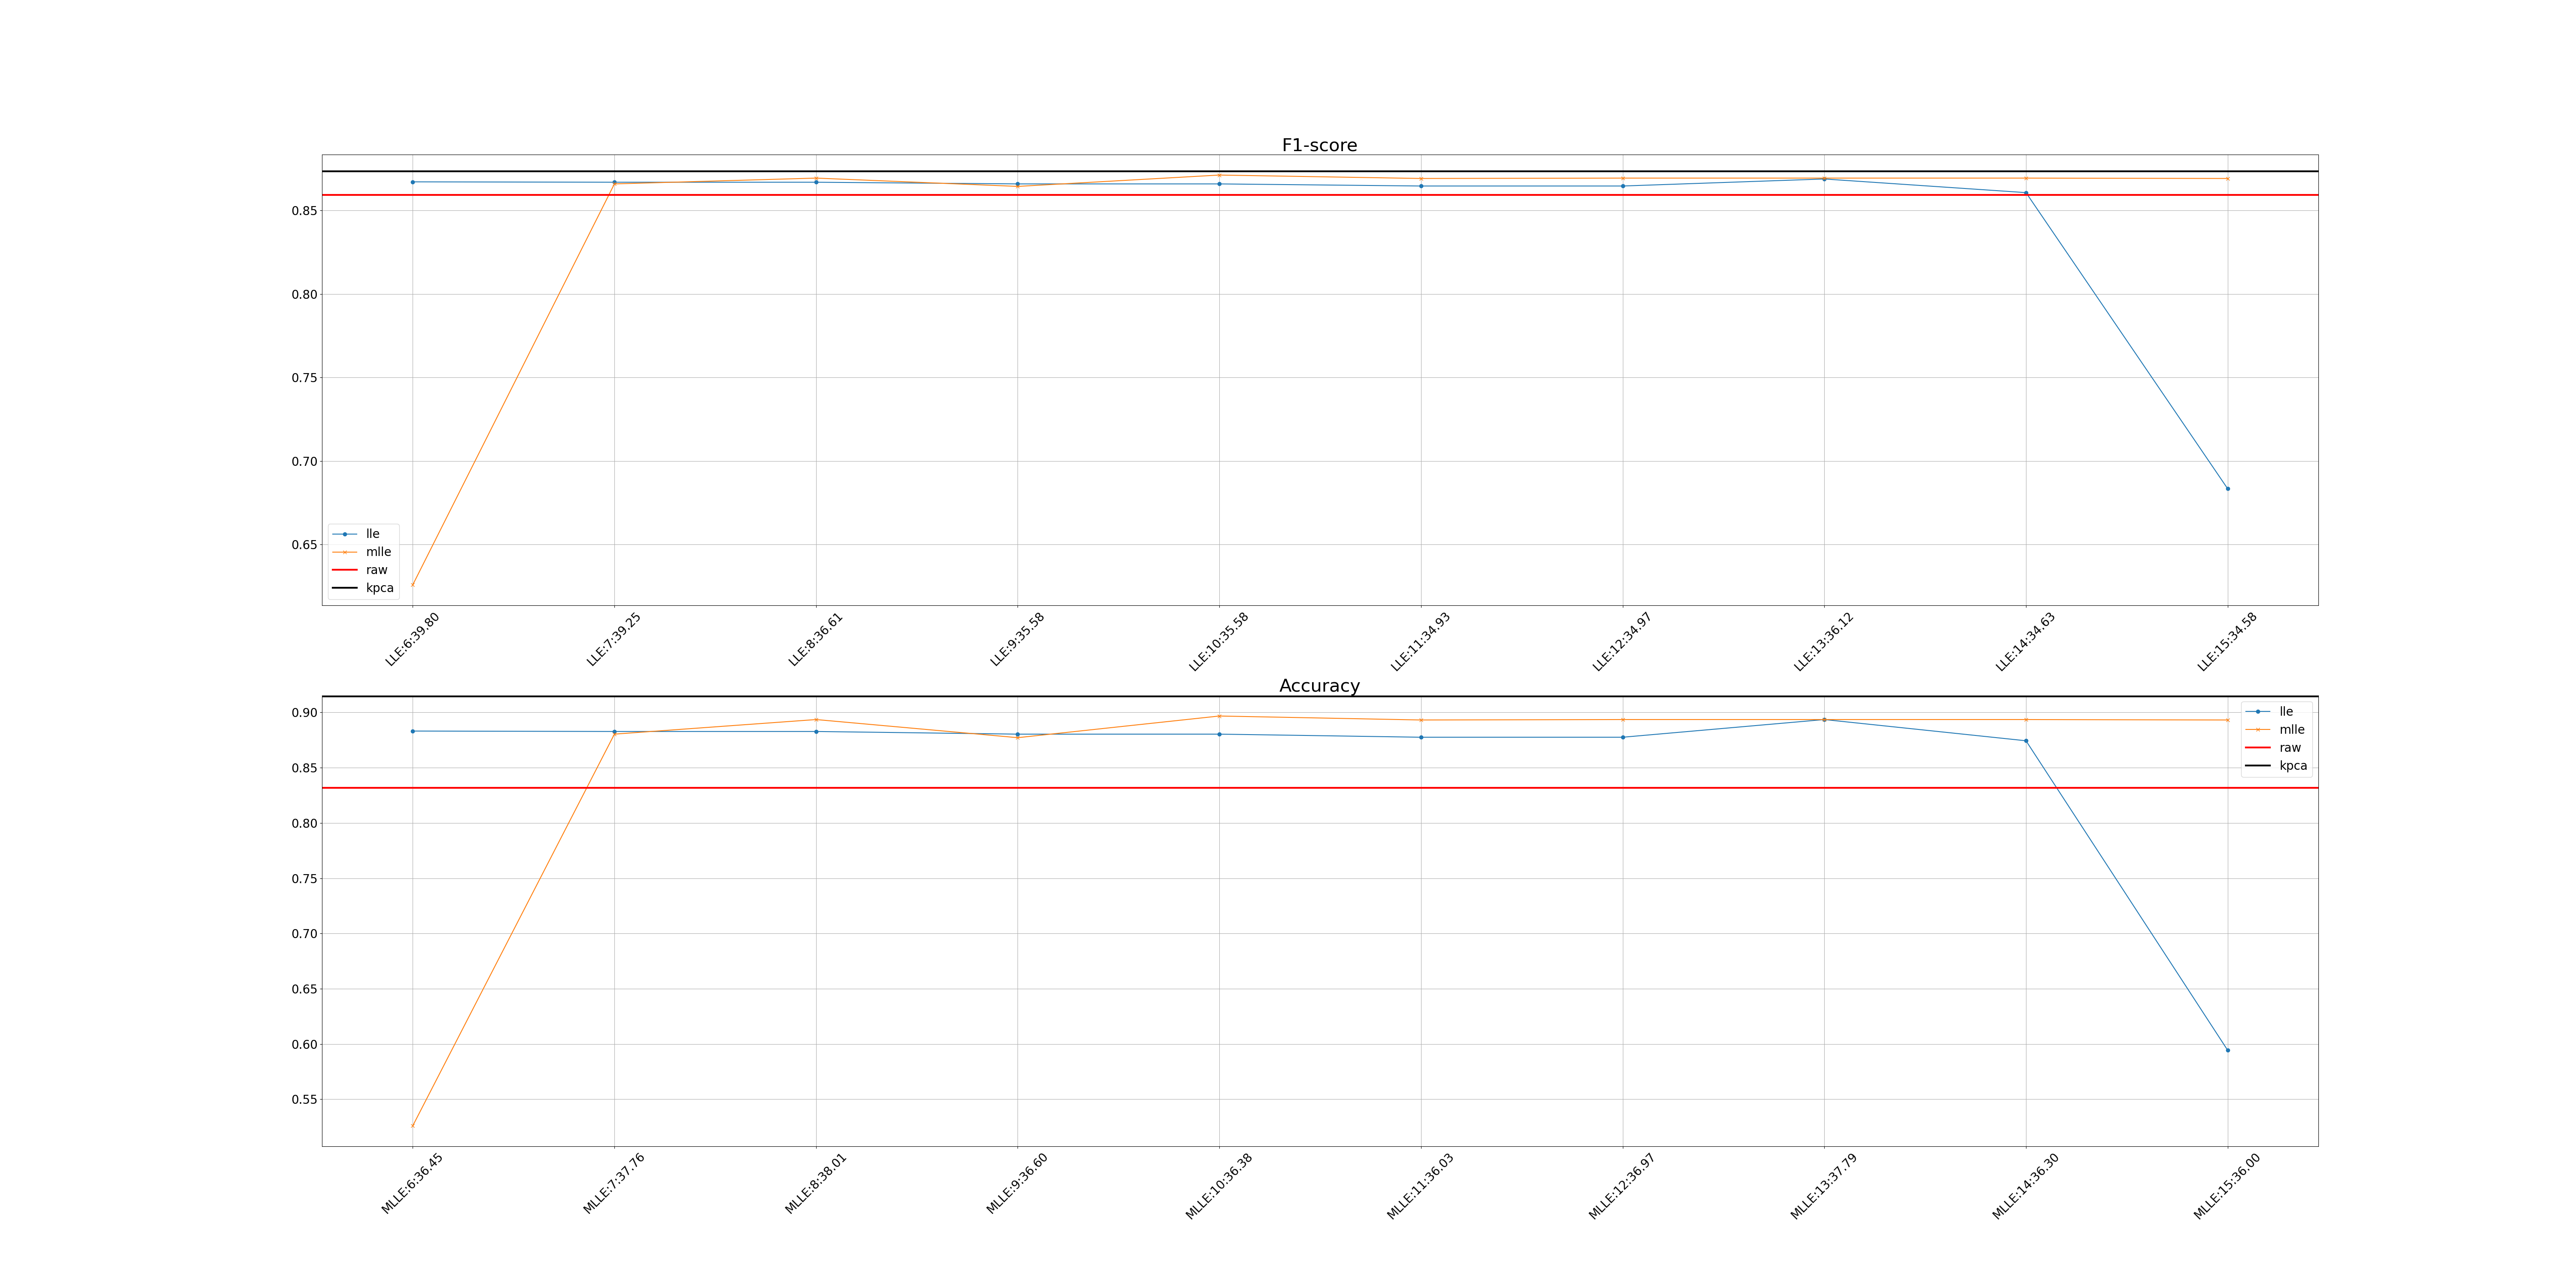 F1-score
0.85
0.80
0.75
0.70
0.65
lle
mlle
raw
kpca
LLE:6:39.80
LLE:7:39.25
LLE:8:36.61
LLE:9:35.58
LLE:10:35.58
LLE:11:34.93
LLE:12:34.97
LLE:13:36.12
LLE:14:34.63
LLE:15:34.58
Accuracy
0.90
0.85
0.80
0.75
0.70
0.65
0.60
0.55
lle
mlle
raw
kpca
MLLE:6:36.45
MLLE:7:37.76
MLLE:8:38.01
MLLE:9:36.60
MLLE:10:36.38
MLLE:11:36.03
MLLE:12:36.97
MLLE:13:37.79
MLLE:14:36.30
MLLE:15:36.00